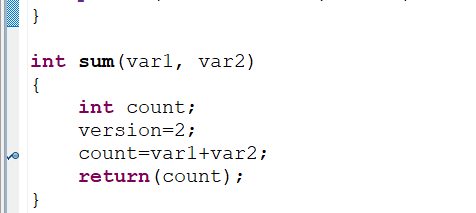 }
int sum(var1, var2)
{
int count;
version=2;
count=var1+var2;
return(count);
}